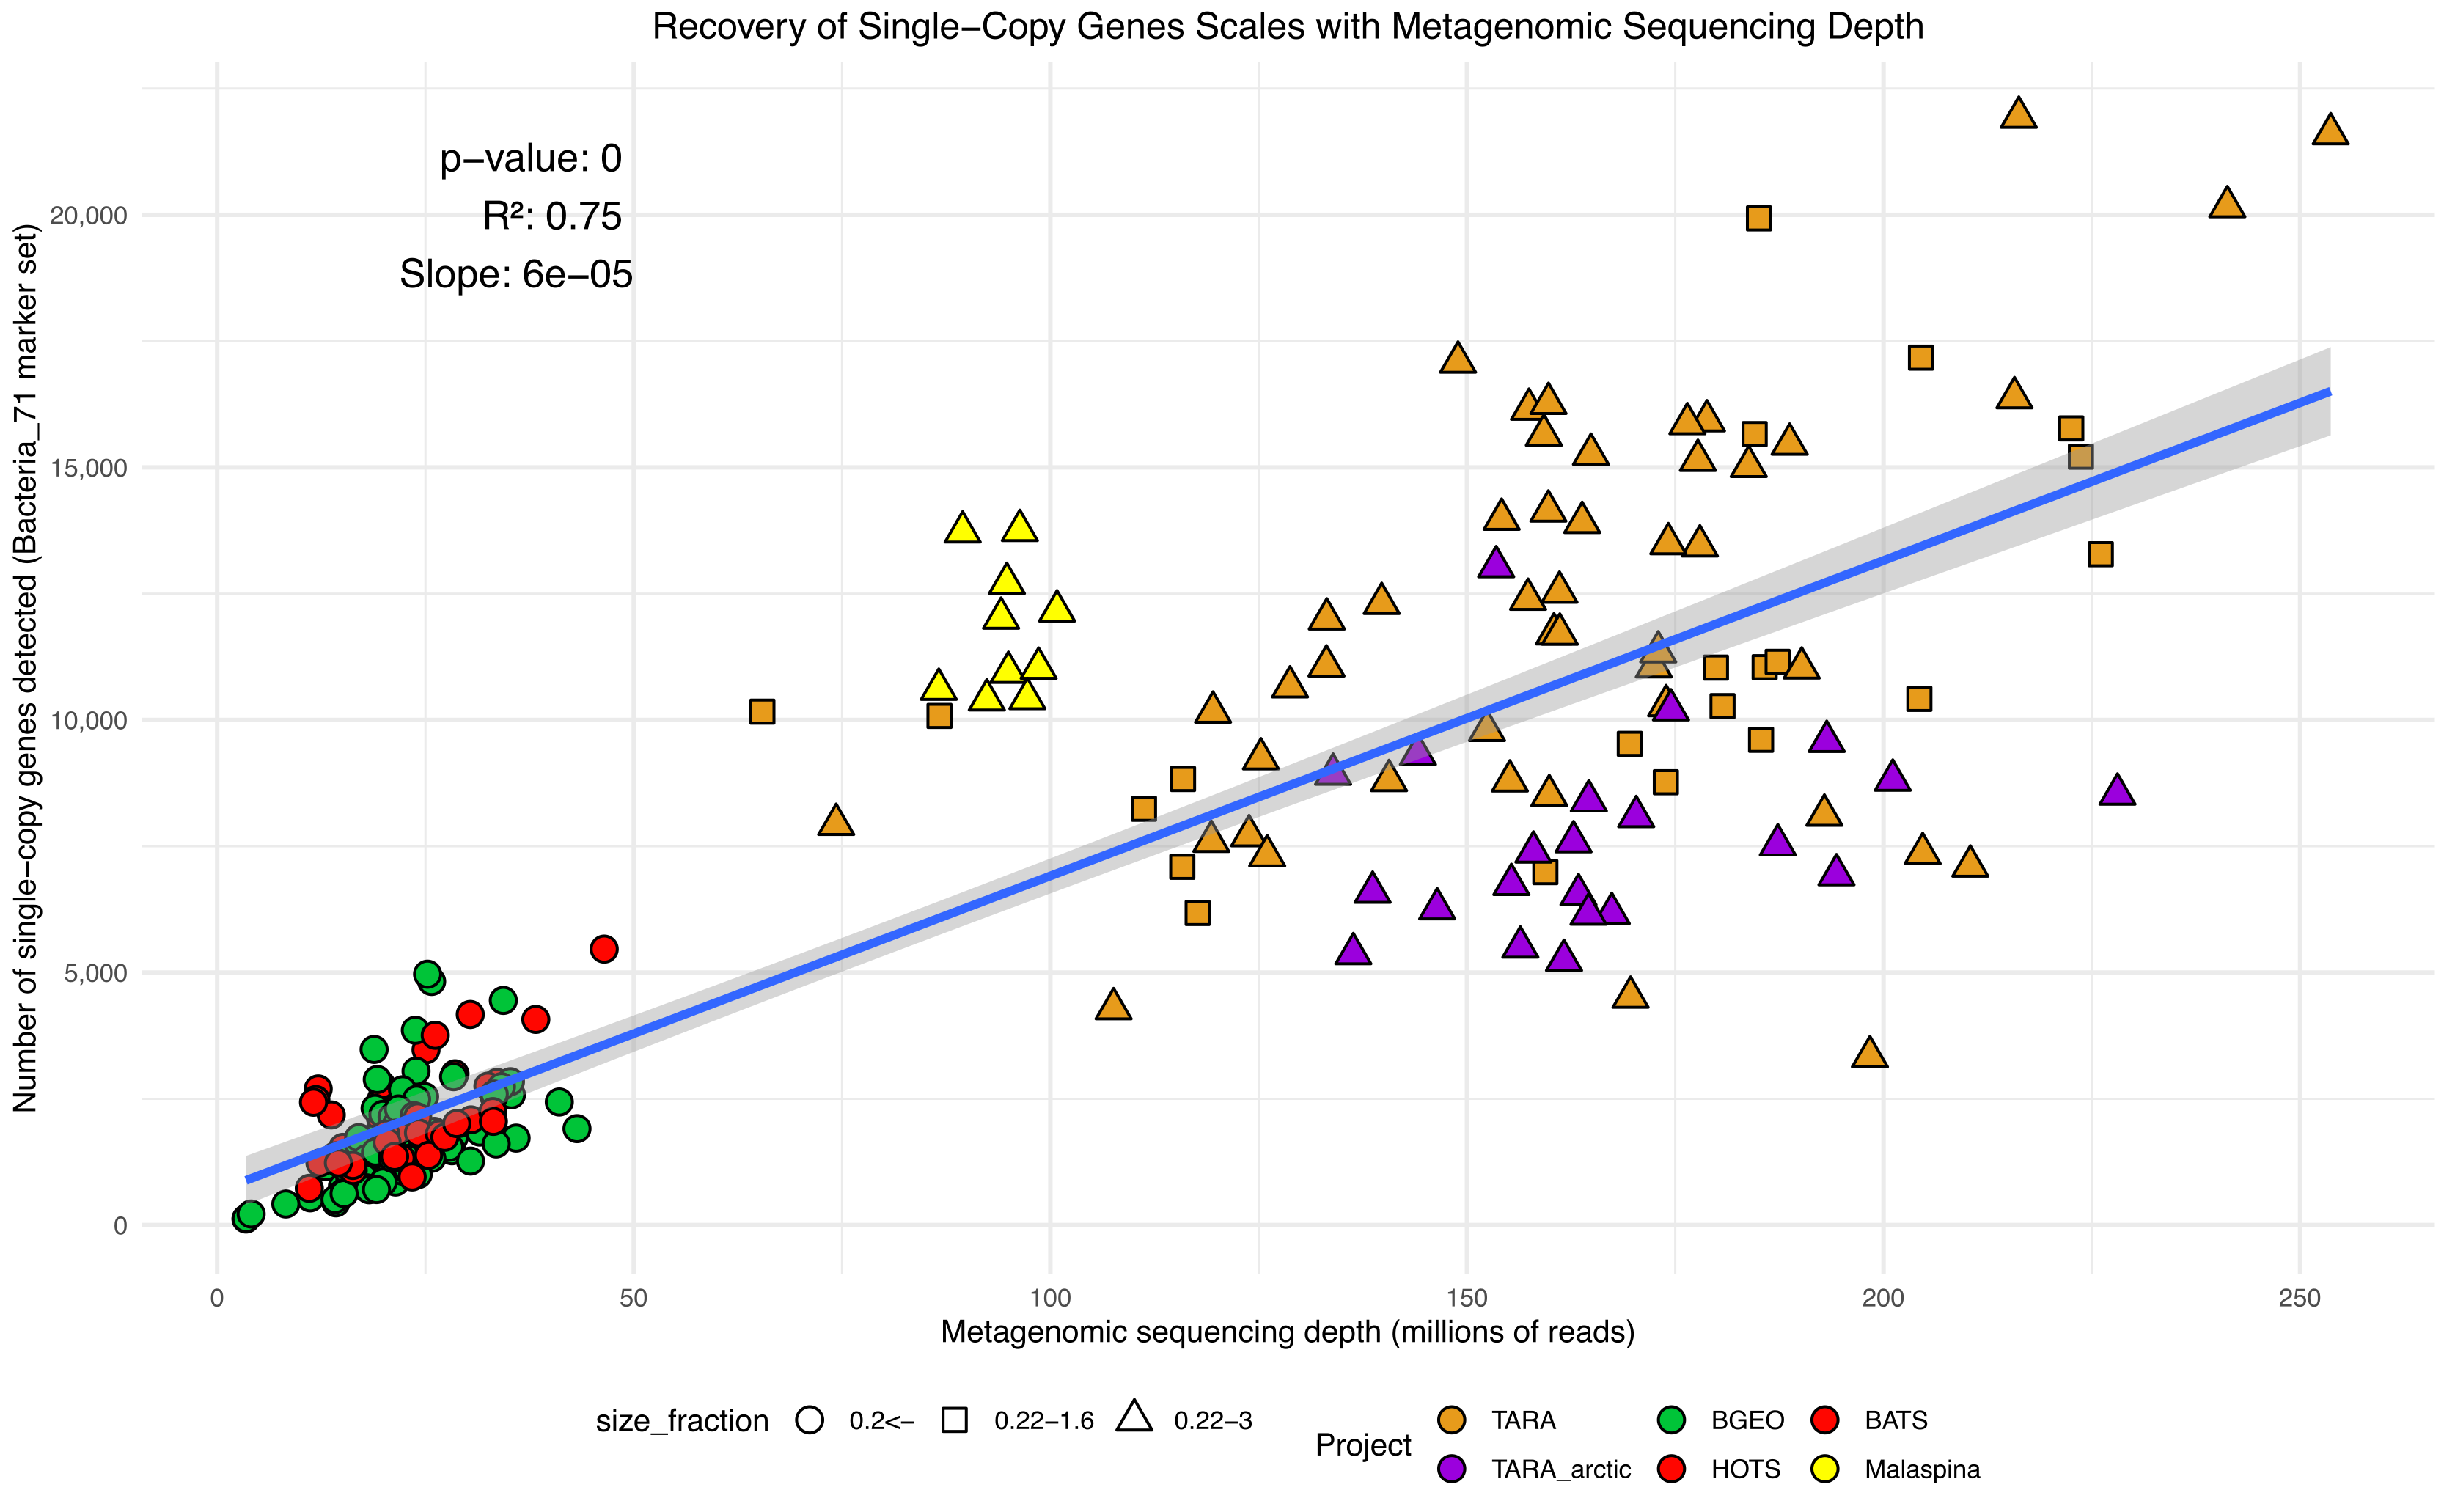 Recovery of Single−Copy Genes Scales with Metagenomic Sequencing Depth
p−value: 0
R²: 0.75
Slope: 6e−05
Number of single−copy genes detected (Bacteria_71 marker set)
20,000
15,000
10,000
5,000
0
0 50 100 150 200 250
Metagenomic sequencing depth (millions of reads)
size_fraction 0.2<− 0.22−1.6 0.22−3
Project
TARA BGEO BATS
TARA_arctic HOTS Malaspina